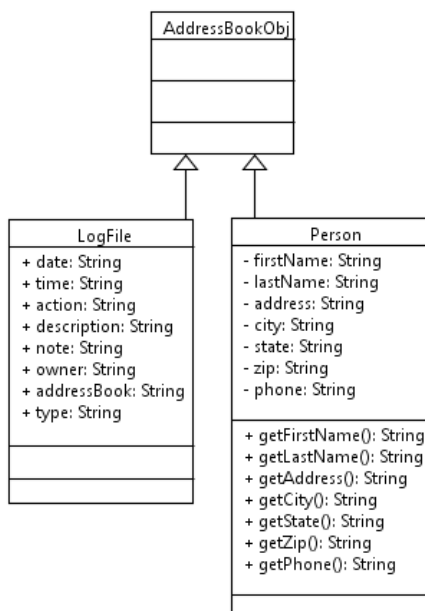 AddressBookObj
LogFile
+ date: String
+ time: String
+ action: String
+ description: String
+ note: String
+ owner: String
+ addressBook: String
+ type: String
Person
- firstName: String
- lastName: String
- address: String
- city: String
- state: String
- zip: String
- phone: String
+ getFirstName(): String
+ getLastName(): String
+ getAddress(): String
+ getCity(): String
+ getState(): String
+ getZip(): String
+ getPhone(): String